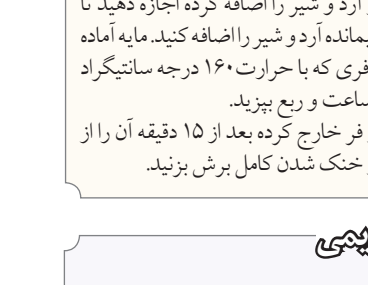 آرد و شیر را اضافه کرده اجازه دهید تا
آرد و شیر را اضافه کنید. مایه آماده
فری که با حرارت ۱۶۰ درجه سانتیگراد
ساعت و ربع بپزید.
فر خارج کرده بعد از ۱۵ دقیقه آن را از
خنک شدن کامل برش بزنید.